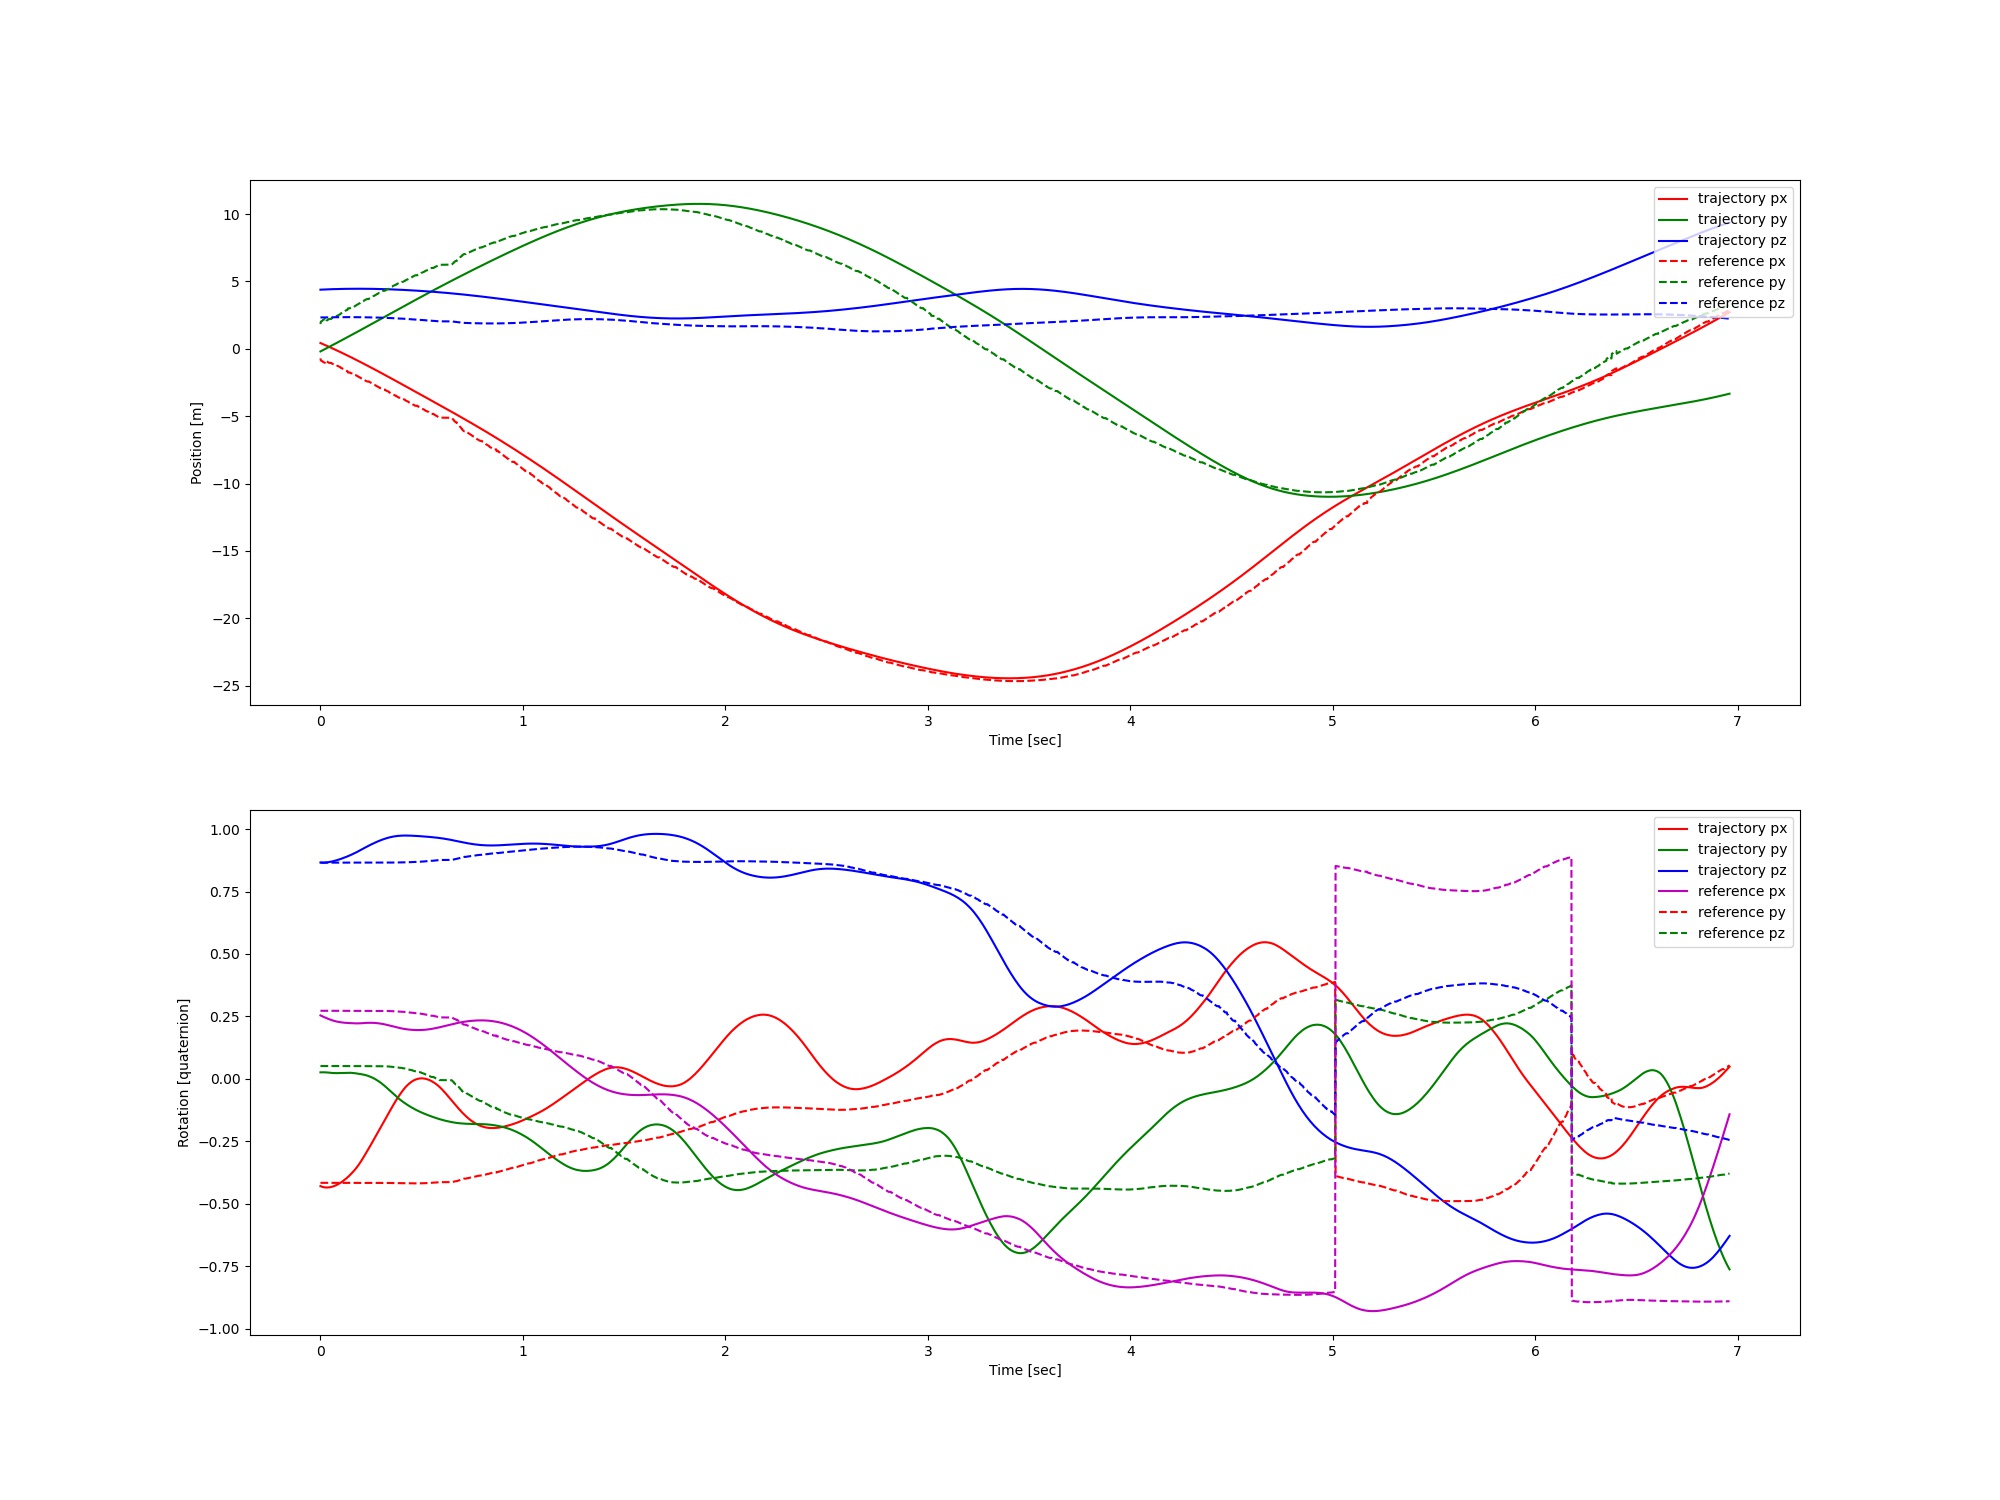 10
5
0
−5
−10
−15
−20
−25
Position [m]
0 1 2 3 4 5 6 7
Time [sec]
trajectory px
trajectory py
trajectory pz
reference px
reference py
reference pz
1.00
0.75
0.50
0.25
0.00
−0.25
−0.50
−0.75
−1.00
Rotation [quaternion]
0 1 2 3 4 5 6 7
Time [sec]
trajectory px
trajectory py
trajectory pz
reference px
reference py
reference pz